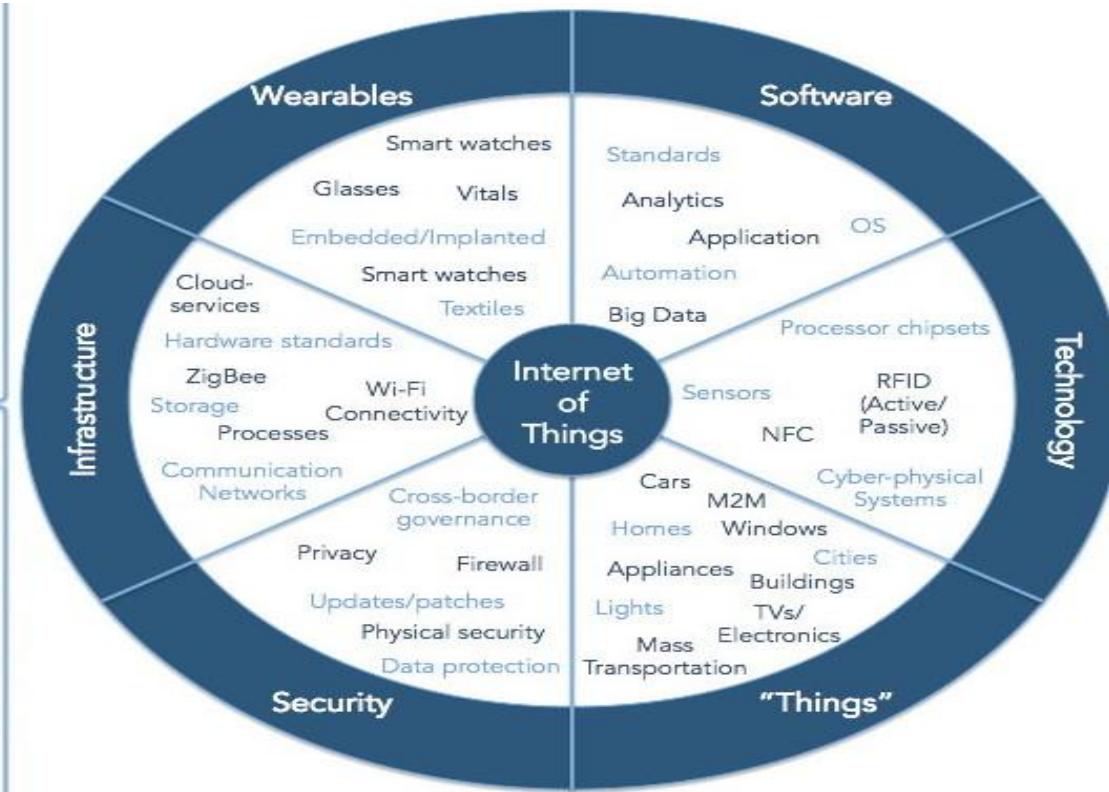 Wearables
Smart watches
Glasses
Vitals
Embedded/Implanted
Smart watches
Textiles
Software
Standards
Analytics
Application
OS
Automation
Big Data
Technology
Processor chipsets
Sensors
RFID
(Active/
Passive)
NFC
Cyber-physical
Systems
"Things"
Cars
M2M
Homes
Windows
Cities
Appliances
Buildings
Lights
TVs/
Electronics
Mass
Transportation
Security
Cross-border
governance
Privacy
Firewall
Updates/patches
Physical security
Data protection
Infrastructure
Cloud-
services
Hardware standards
ZigBee
Wi-Fi
Connectivity
Storage
Processes
Communication
Networks
Internet
of
Things